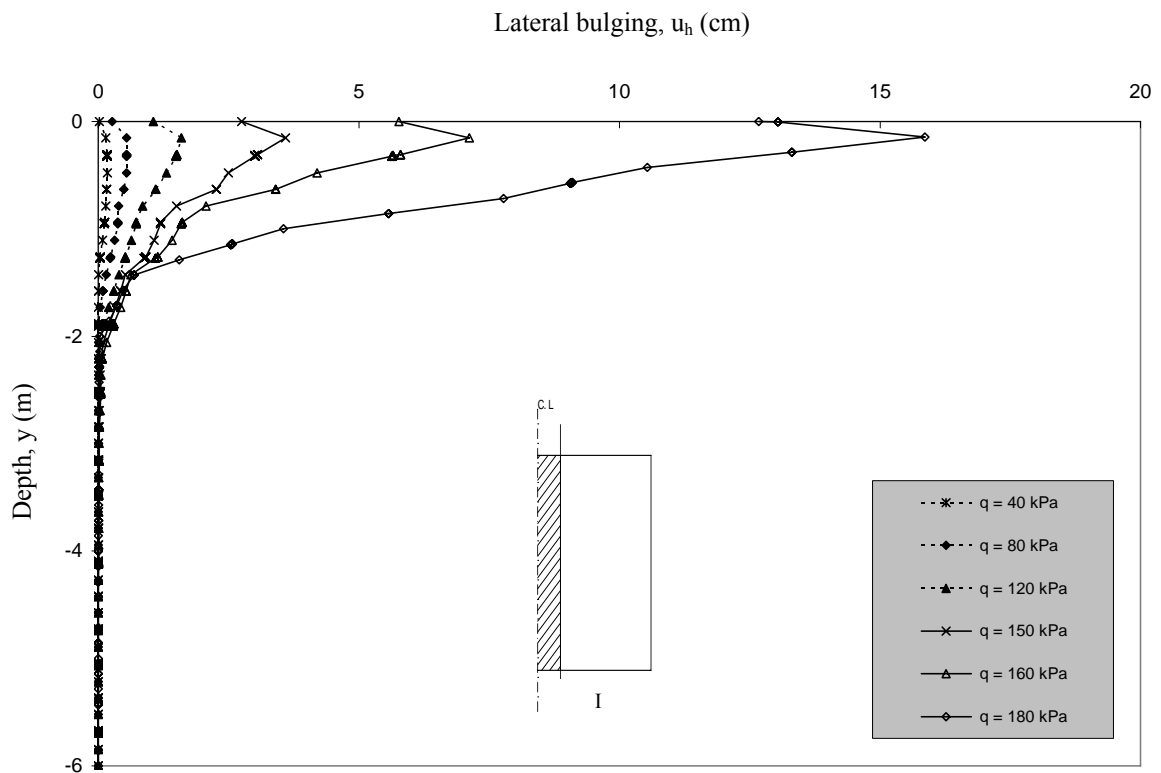 Lateral bulging, uₕ (cm)
0 5 10 15 20
0
-2
-4
-6
Depth, y (m)
C.L
I
q = 40 kPa
q = 80 kPa
q = 120 kPa
q = 150 kPa
q = 160 kPa
q = 180 kPa